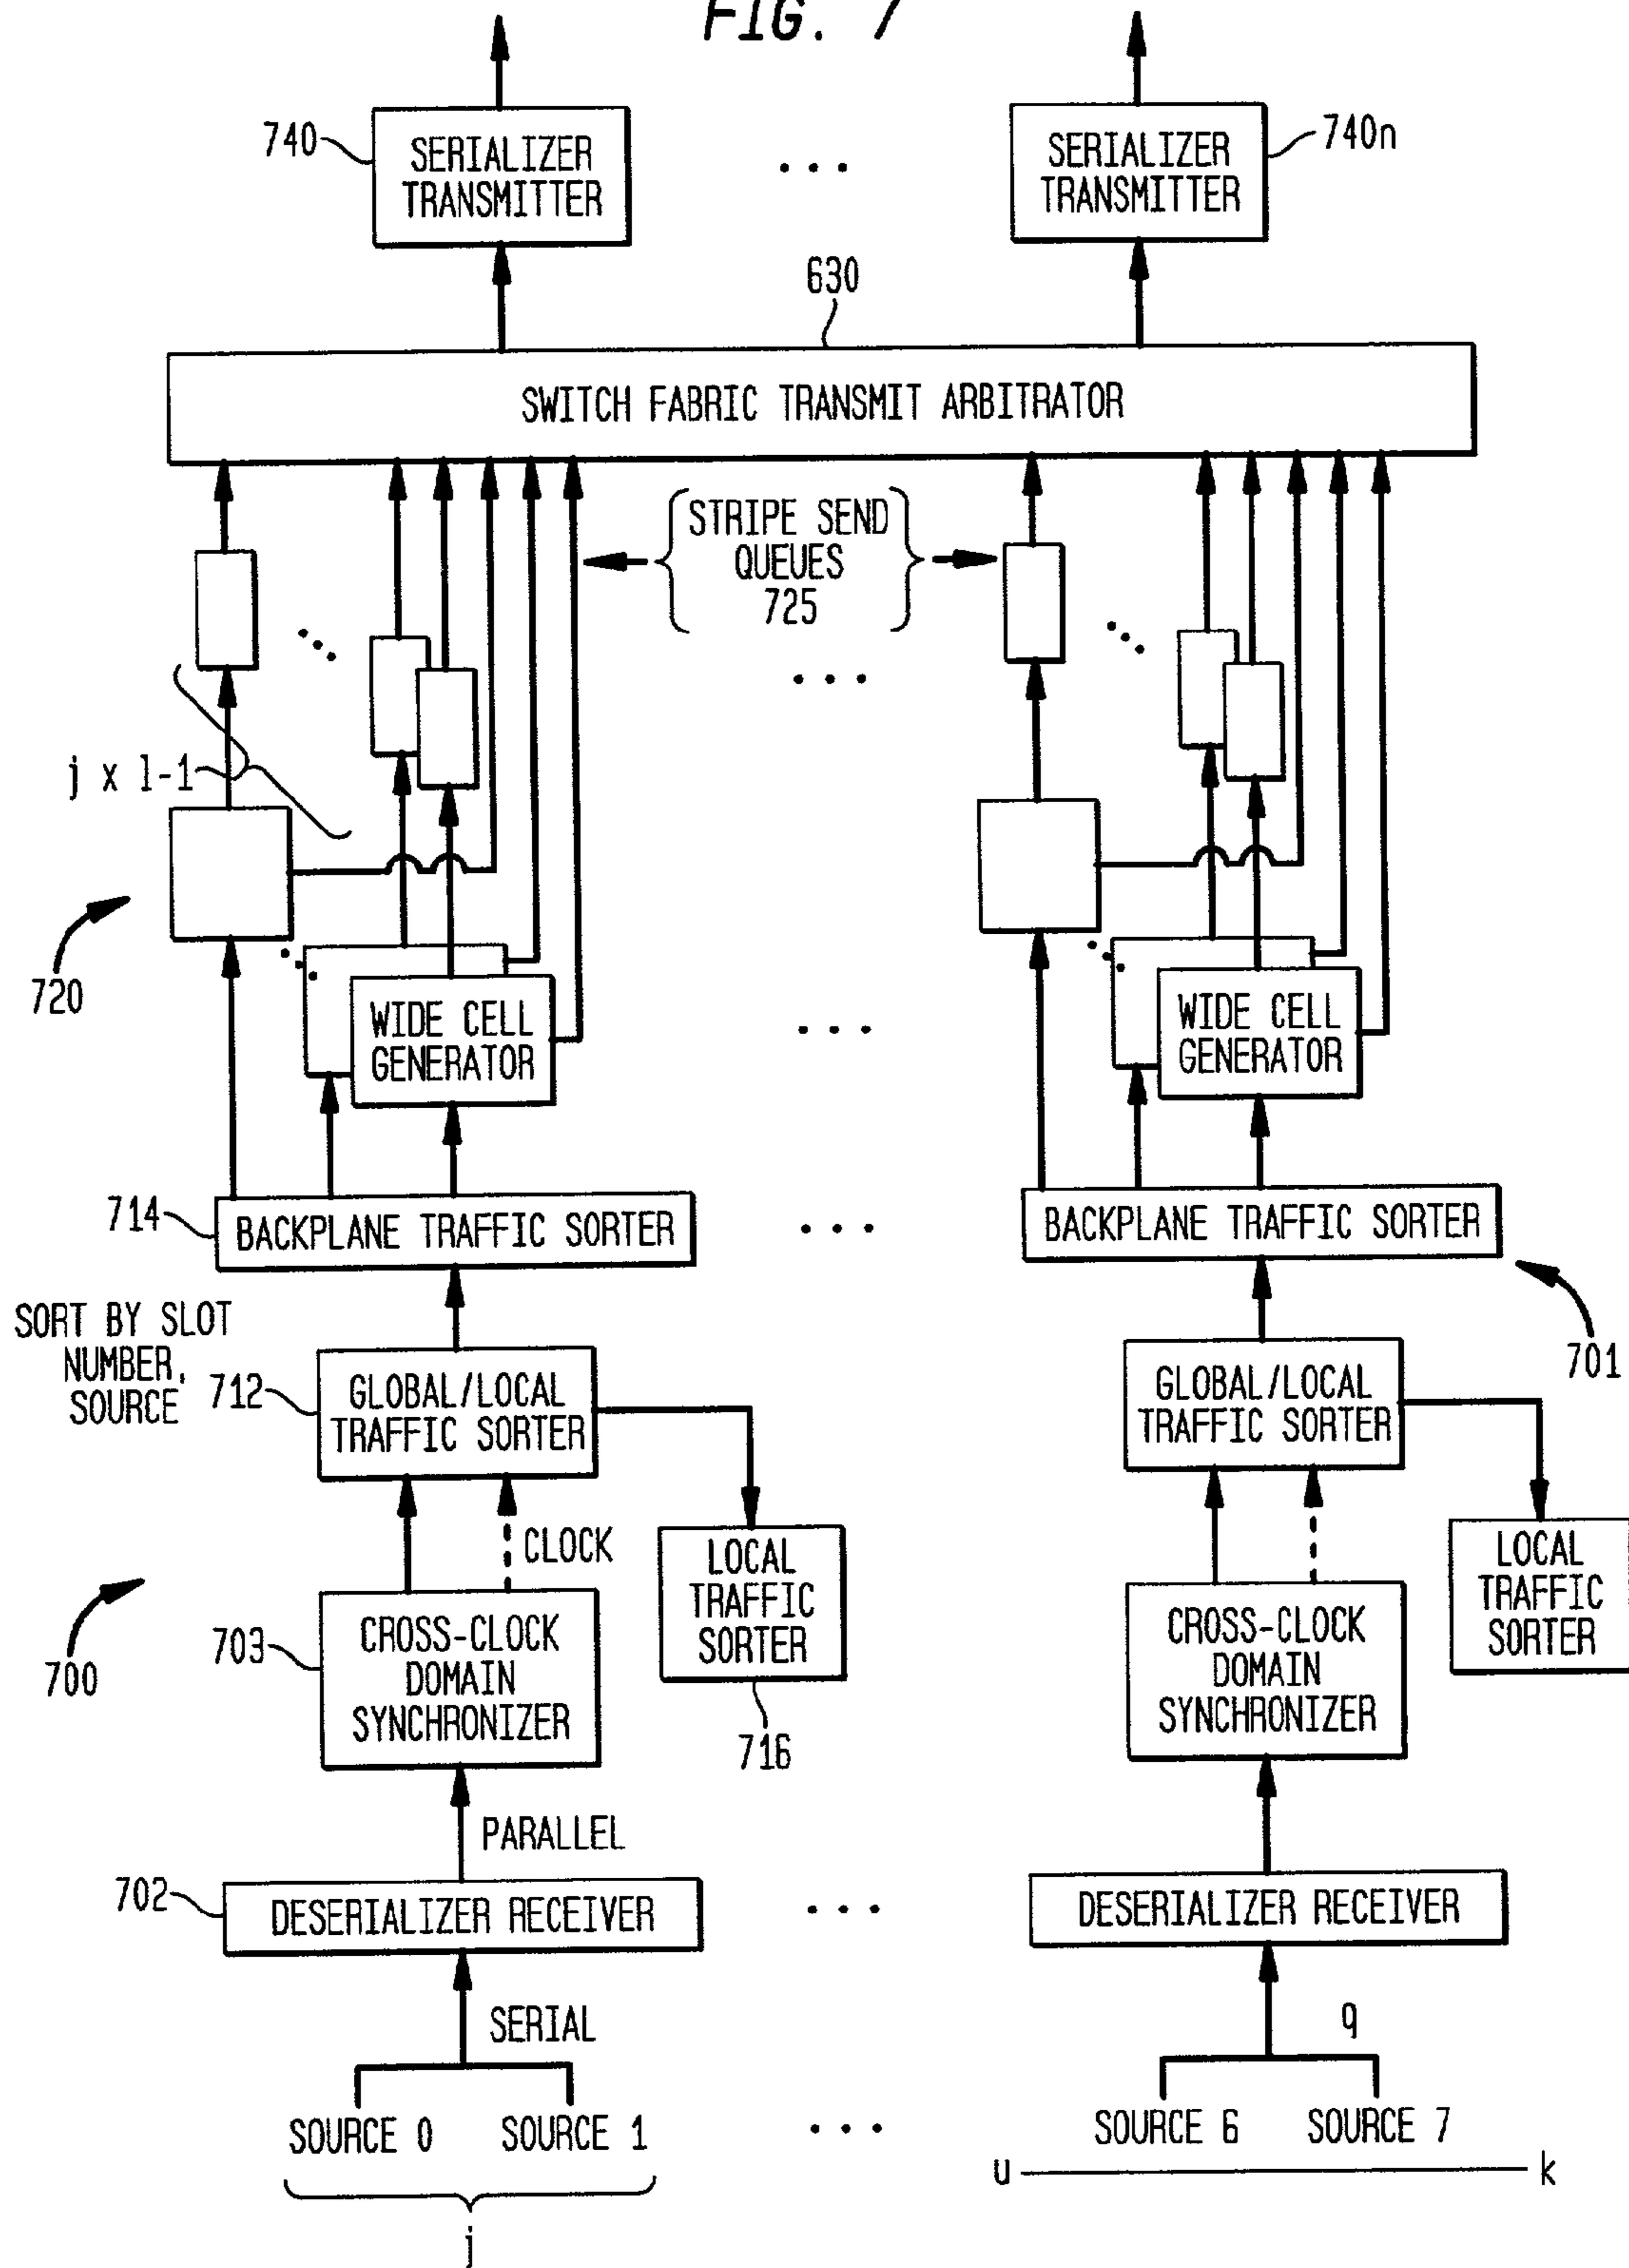 FIG. 7
740
SERIALIZER
TRANSMITTER
...
SERIALIZER
TRANSMITTER
740n
630
SWITCH FABRIC TRANSMIT ARBITRATOR
STRIPE SEND
QUEUES
725
...
j x l-1
720
WIDE CELL
GENERATOR
...
WIDE CELL
GENERATOR
714
BACKPLANE TRAFFIC SORTER
...
BACKPLANE TRAFFIC SORTER
701
SORT BY SLOT
NUMBER,
SOURCE
712
GLOBAL/LOCAL
TRAFFIC SORTER
GLOBAL/LOCAL
TRAFFIC SORTER
CLOCK
LOCAL
TRAFFIC
SORTER
716
LOCAL
TRAFFIC
SORTER
700
703
CROSS-CLOCK
DOMAIN
SYNCHRONIZER
CROSS-CLOCK
DOMAIN
SYNCHRONIZER
PARALLEL
702
DESERIALIZER RECEIVER
...
DESERIALIZER RECEIVER
SERIAL
q
SOURCE 0
SOURCE 1
...
SOURCE 6
SOURCE 7
u
k
j